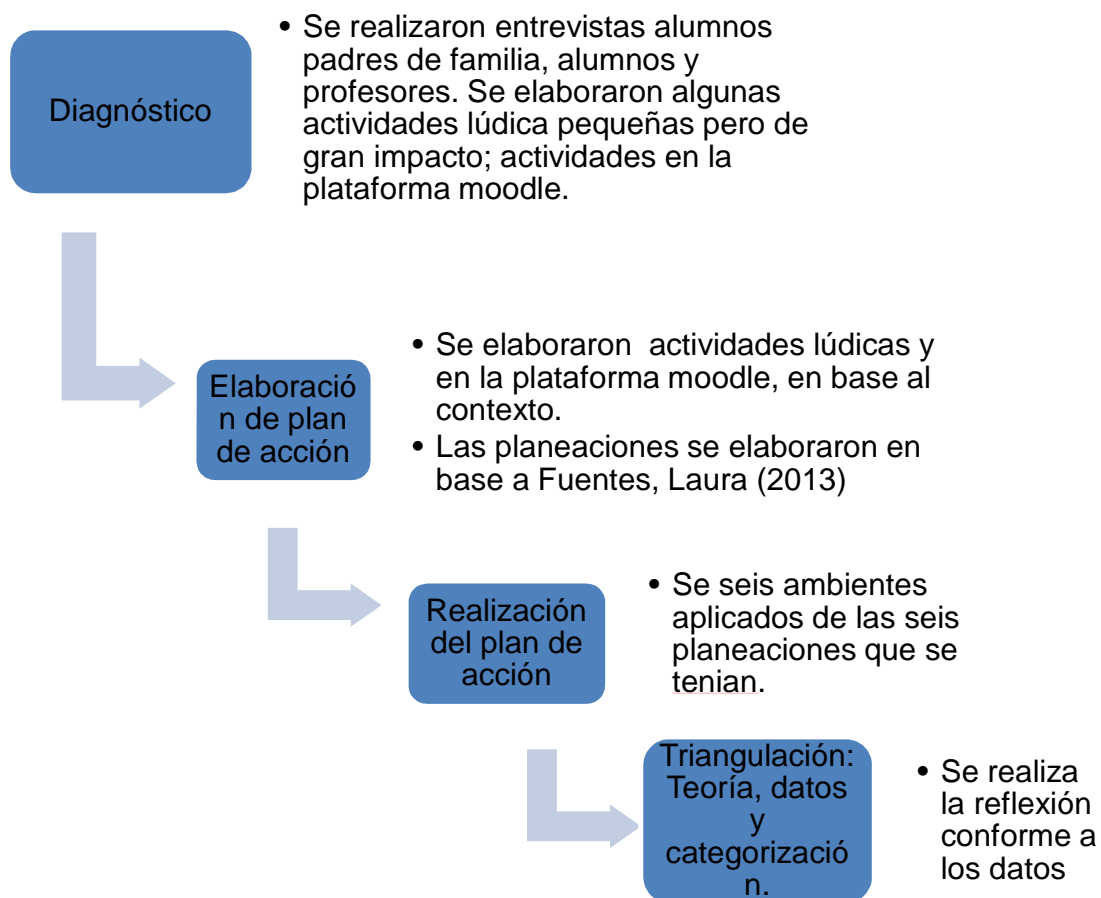 Diagnóstico
• Se realizaron entrevistas alumnos
padres de familia, alumnos y
profesores. Se elaboraron algunas
actividades lúdica pequeñas pero de
gran impacto; actividades en la
plataforma moodle.
Elaboració
n de plan
de acción
• Se elaboraron actividades lúdicas y
en la plataforma moodle, en base al
contexto.
• Las planeaciones se elaboraron en
base a Fuentes, Laura (2013)
Realización
del plan de
acción
• Se seis ambientes
aplicados de las seis
planeaciones que se
tenian.
Triangulación:
Teoría, datos
y
categorizació
n.
• Se realiza
la reflexión
conforme a
los datos